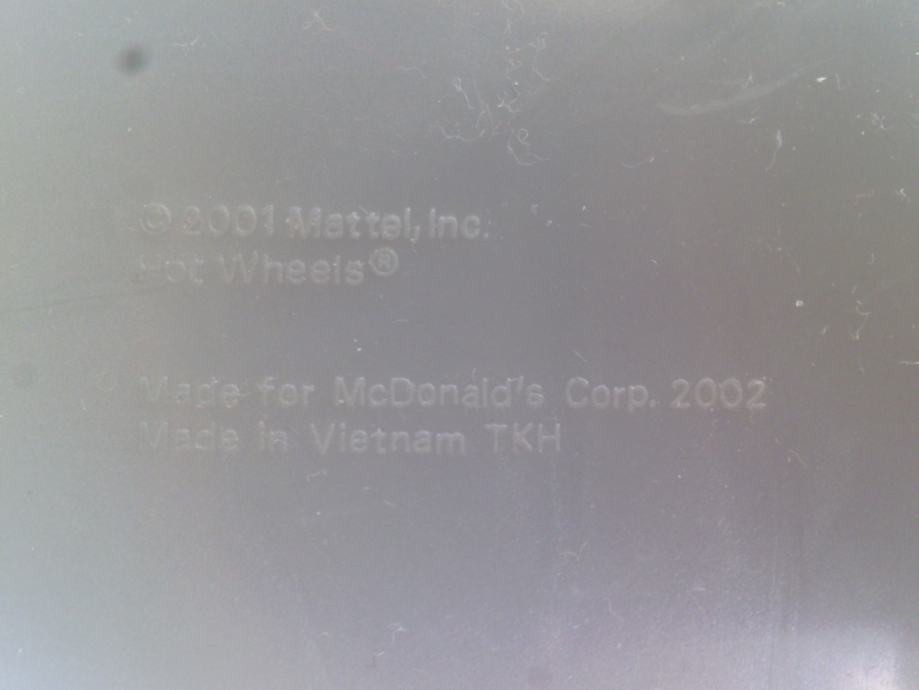 © 2001 Mattel, Inc.
Hot Wheels®
Made for McDonald's Corp. 2002
Made in Vietnam TKH